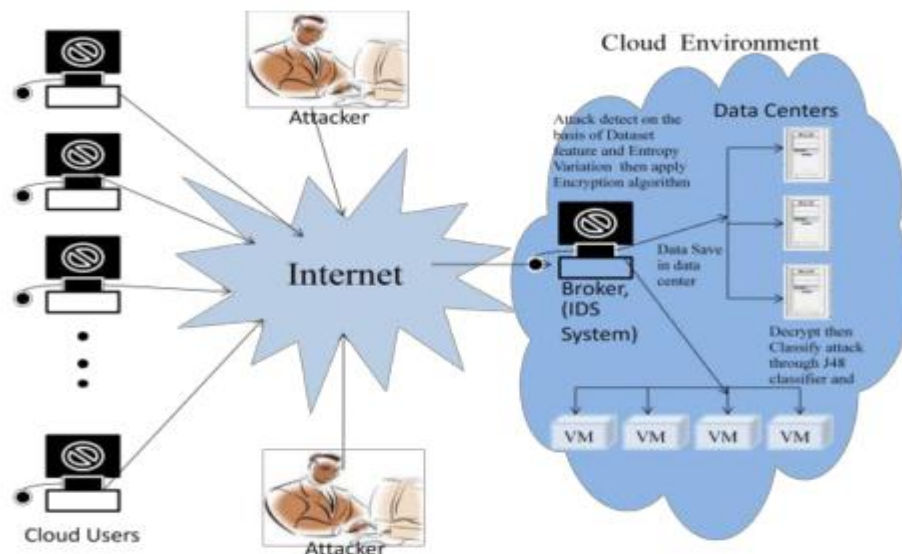 Cloud Environment
Attacker
Attack detect on the
basis of Dataset
feature and Entropy
Variation then apply
Encryption algorithm
Data Centers
Internet
Data Save
in data
center
Broker,
(IDS
System)
Decrypt then
Classify attack
through J48
classifier and
VM
VM
VM
VM
Cloud Users
Attacker